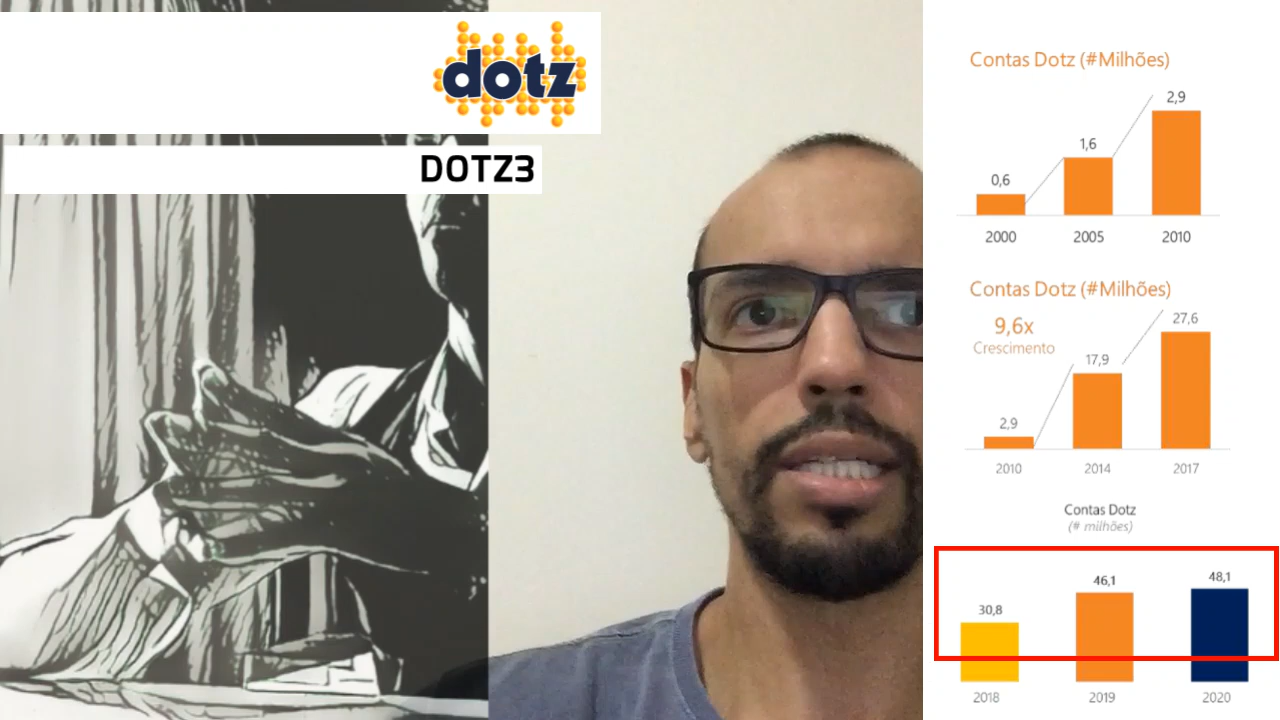 dotz
DOTZ3
Contas Dotz (#Milhões)
2,9
1,6
0,6
2000 2005 2010
Contas Dotz (#Milhões)
9,6x
Crescimento
27,6
17,9
2,9
2010 2014 2017
Contas Dotz
(# milhões)
30,8 46,1 48,1
2018 2019 2020